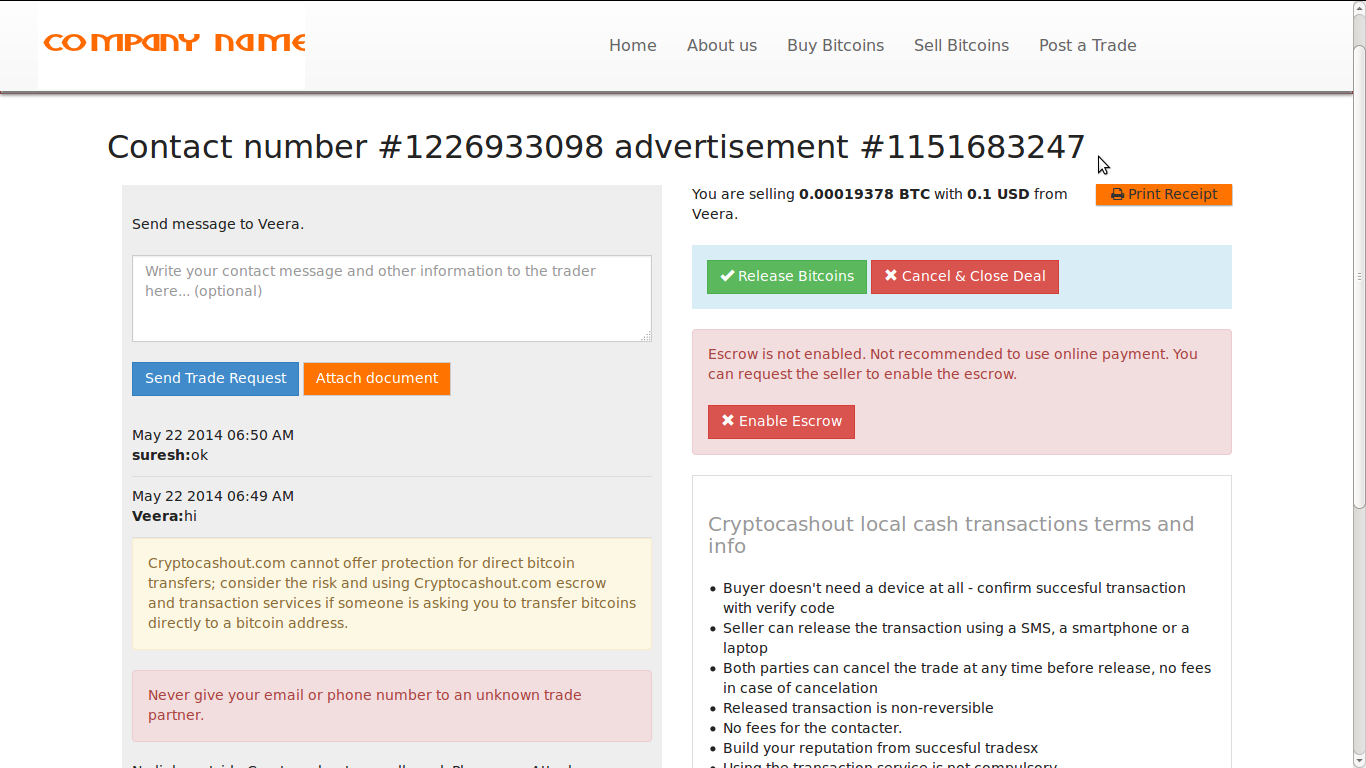 COMPANY NAME
Home About us Buy Bitcoins Sell Bitcoins Post a Trade
Contact number #1226933098 advertisement #1151683247
Send message to Veera.
Write your contact message and other information to the trader
here... (optional)
Send Trade Request Attach document
May 22 2014 06:50 AM
suresh:ok
May 22 2014 06:49 AM
Veera:hi
Cryptocashout.com cannot offer protection for direct bitcoin
transfers; consider the risk and using Cryptocashout.com escrow
and transaction services if someone is asking you to transfer bitcoins
directly to a bitcoin address.
Never give your email or phone number to an unknown trade
partner.
You are selling 0.00019378 BTC with 0.1 USD from
Veera.
Print Receipt
Release Bitcoins Cancel & Close Deal
Escrow is not enabled. Not recommended to use online payment. You
can request the seller to enable the escrow.
Enable Escrow
Cryptocashout local cash transactions terms and
info
Buyer doesn't need a device at all - confirm succesful transaction
with verify code
Seller can release the transaction using a SMS, a smartphone or a
laptop
Both parties can cancel the trade at any time before release, no fees
in case of cancelation
Released transaction is non-reversible
No fees for the contacter.
Build your reputation from succesful tradesx
Using the transaction service is not compulsory